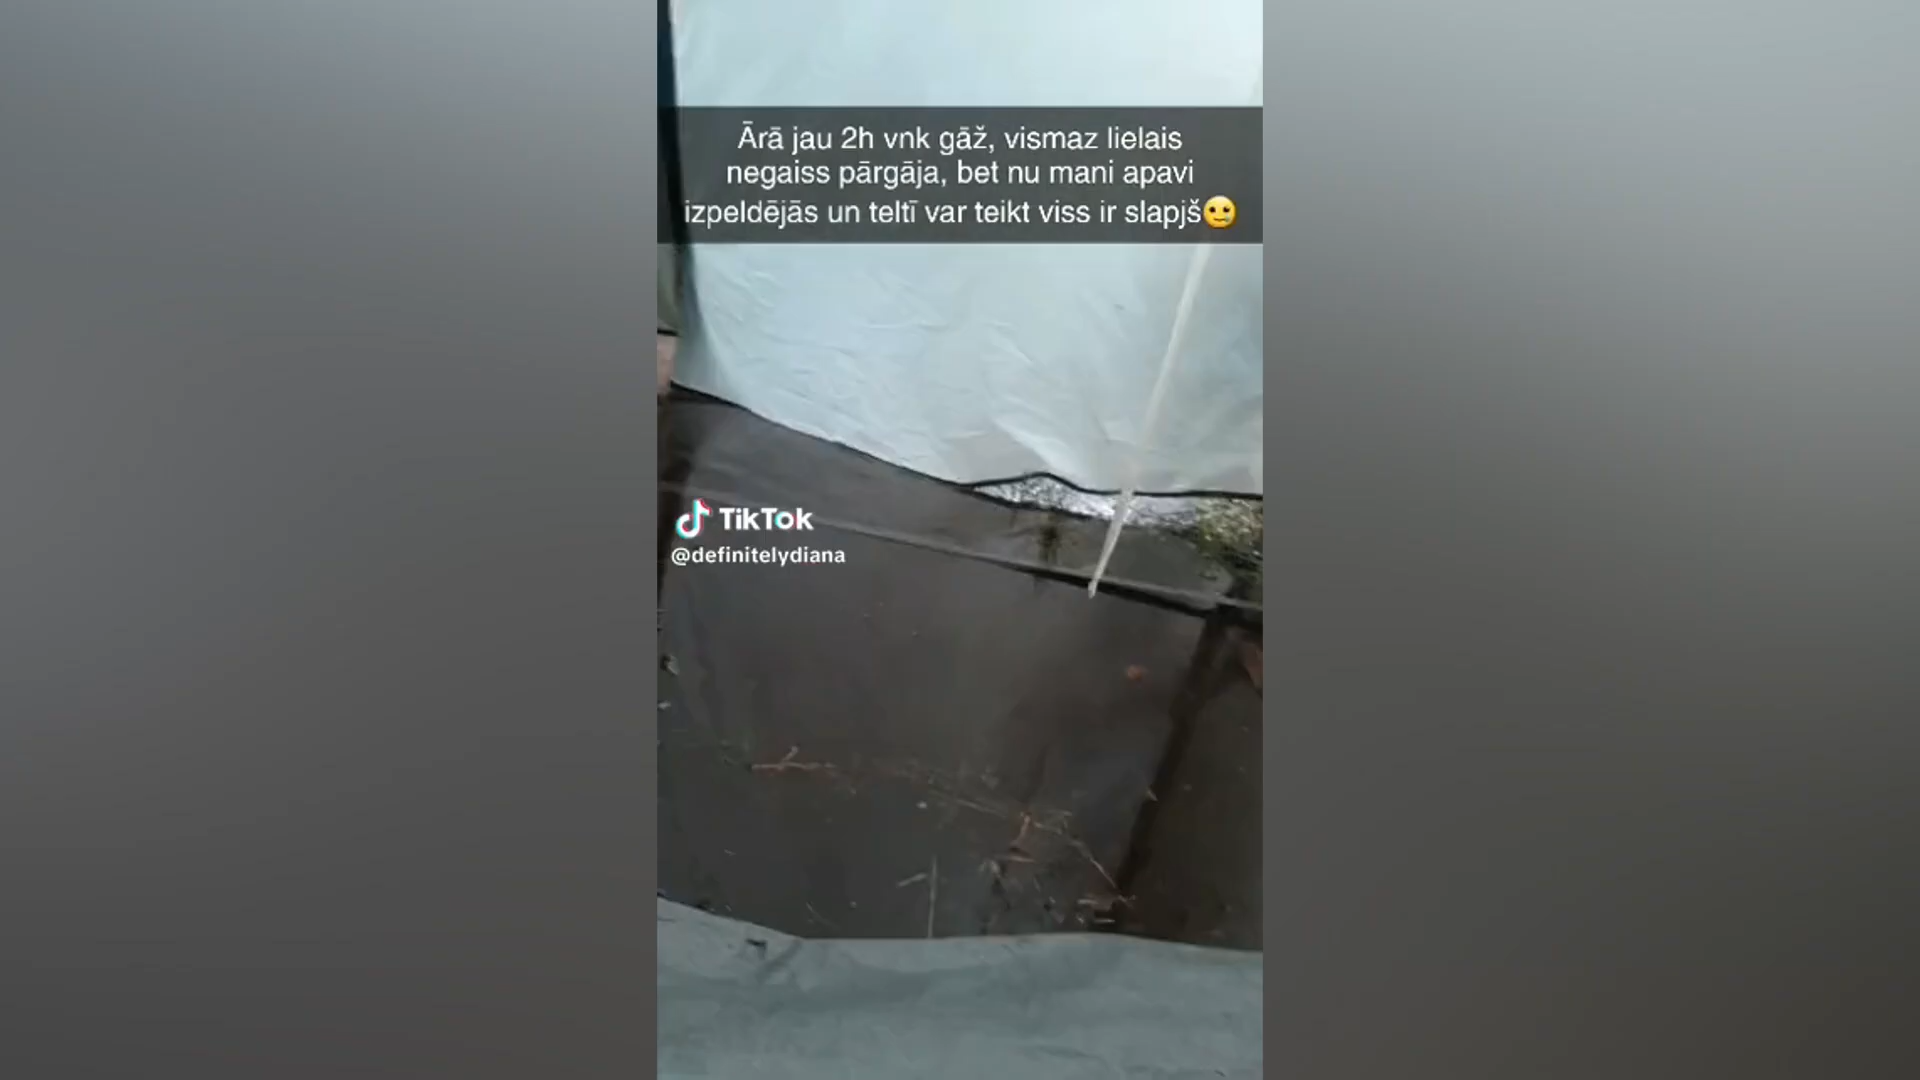 Ārā jau 2h vnk gāž, vismaz lielais
negaiss pārgāja, bet nu mani apavi
izpeldējās un teltī var teikt viss ir slapjš🥲
TikTok
@definitelydiana